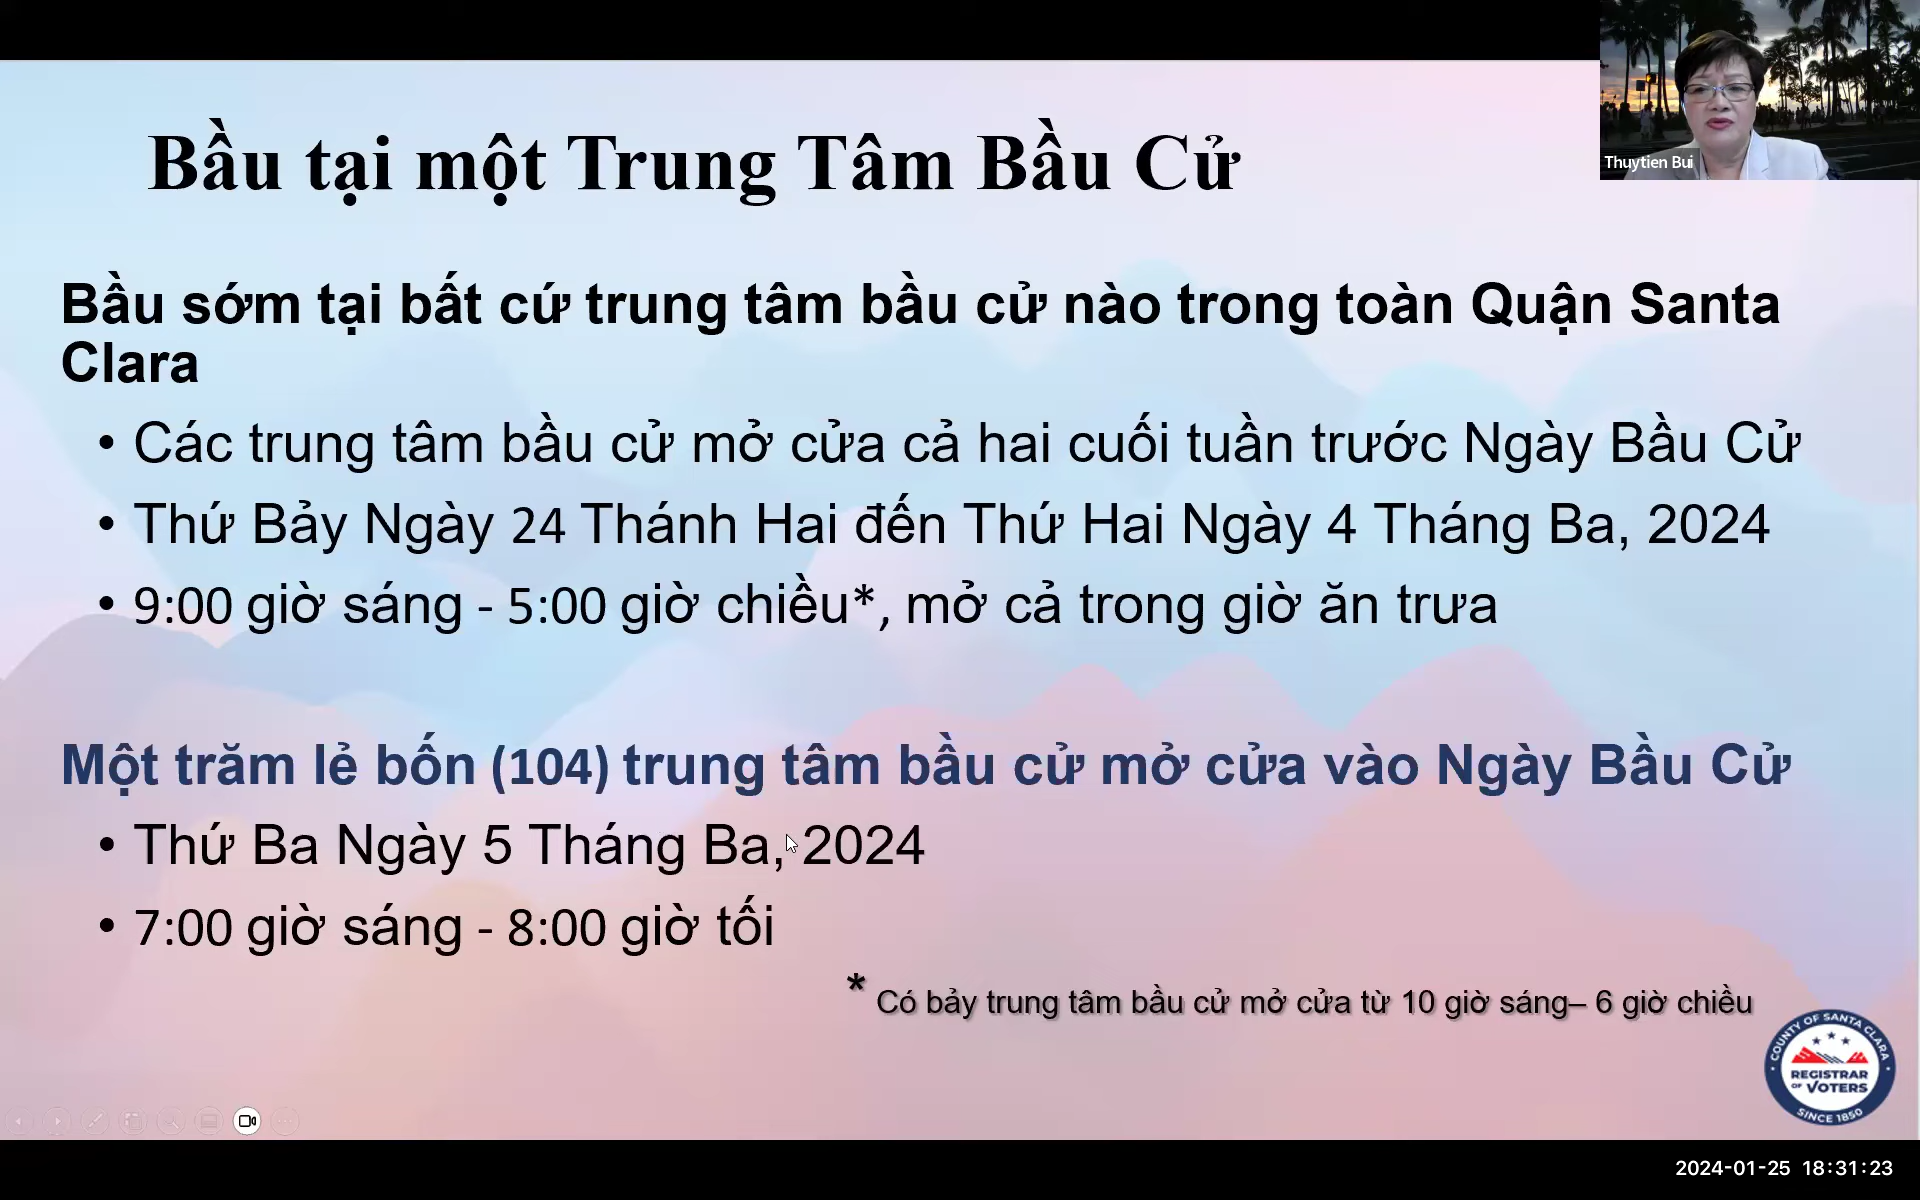 Thuytien Bui
Bầu tại một Trung Tâm Bầu Cử
Bầu sớm tại bất cứ trung tâm bầu cử nào trong toàn Quận Santa
Clara
• Các trung tâm bầu cử mở cửa cả hai cuối tuần trước Ngày Bầu Cử
• Thứ Bảy Ngày 24 Thánh Hai đến Thứ Hai Ngày 4 Tháng Ba, 2024
• 9:00 giờ sáng - 5:00 giờ chiều*, mở cả trong giờ ăn trưa
Một trăm lẻ bốn (104) trung tâm bầu cử mở cửa vào Ngày Bầu Cử
• Thứ Ba Ngày 5 Tháng Ba, 2024
• 7:00 giờ sáng - 8:00 giờ tối
* Có bảy trung tâm bầu cử mở cửa từ 10 giờ sáng– 6 giờ chiều
COUNTY OF SANTA CLARA
REGISTRAR
OF VOTERS
SINCE 1850
2024-01-25 18:31:23